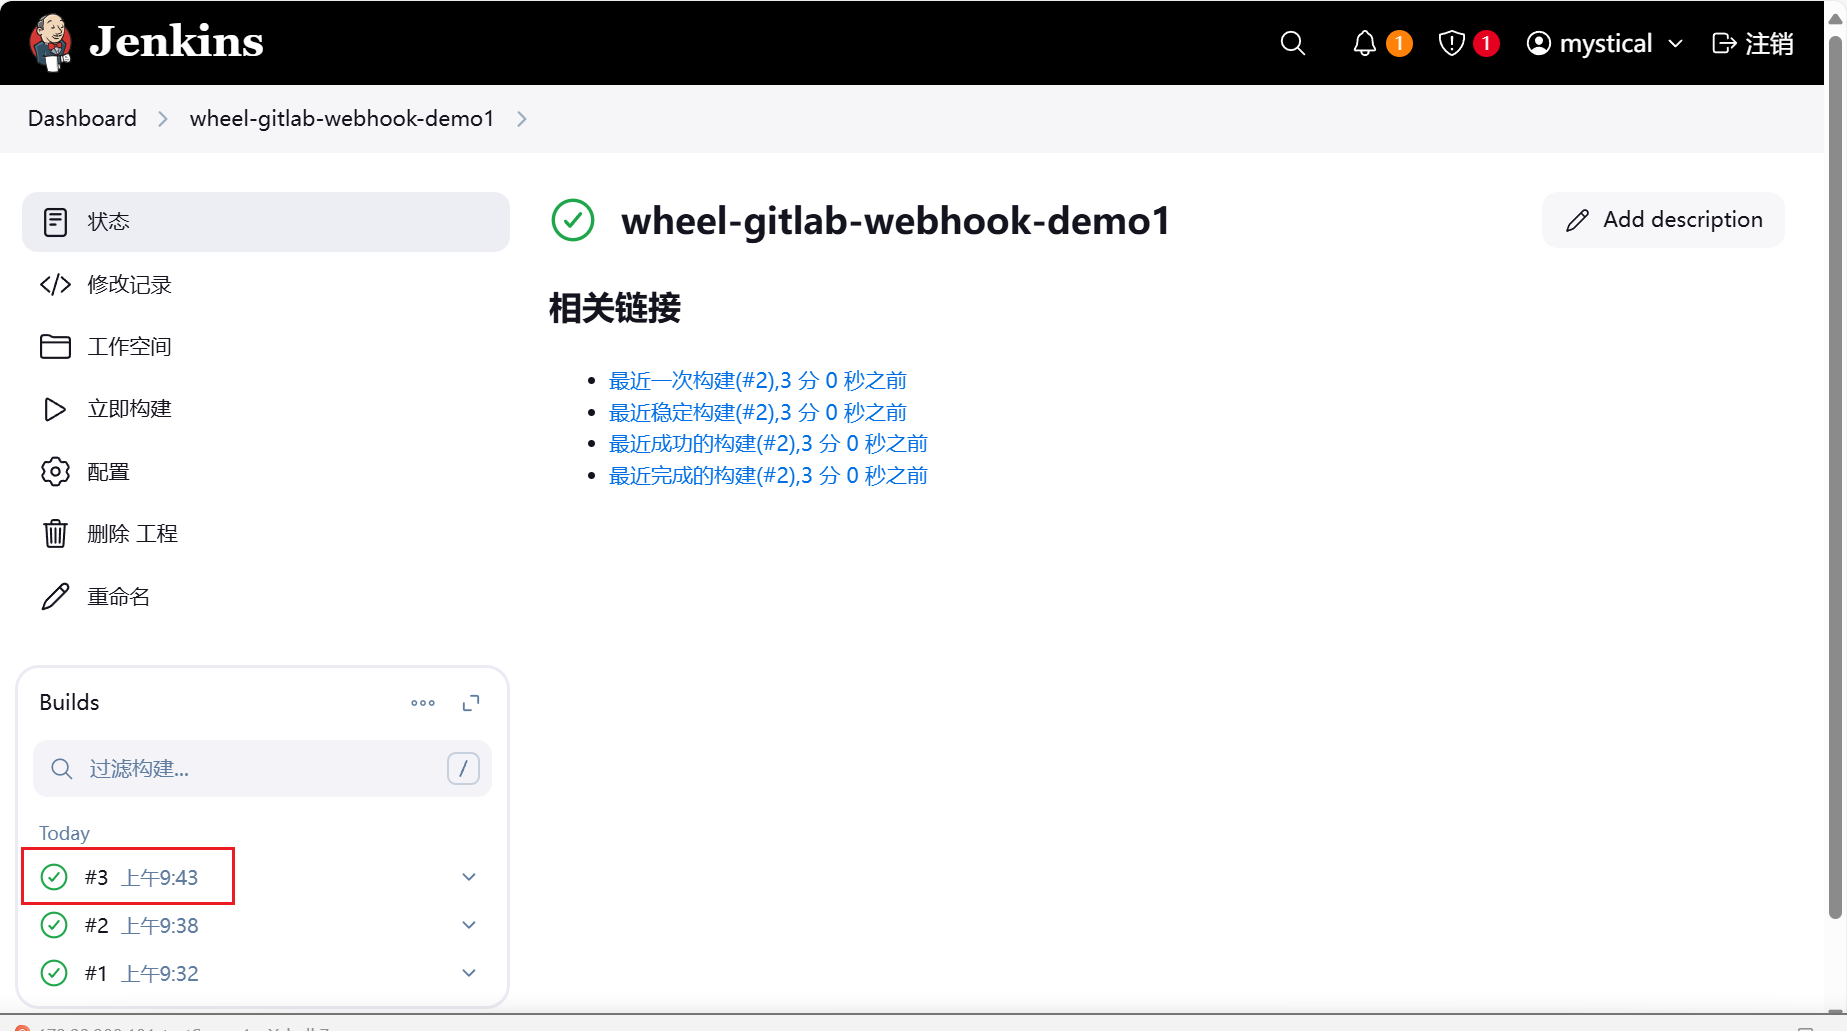 Jenkins
1
1
mystical
注销
Dashboard
wheel-gitlab-webhook-demo1
状态
修改记录
工作空间
立即构建
配置
删除 工程
重命名
wheel-gitlab-webhook-demo1
Add description
相关链接
最近一次构建(#2),3 分 0 秒之前
最近稳定构建(#2),3 分 0 秒之前
最近成功的构建(#2),3 分 0 秒之前
最近完成的构建(#2),3 分 0 秒之前
Builds
过滤构建...
/
Today
#3 上午9:43
#2 上午9:38
#1 上午9:32